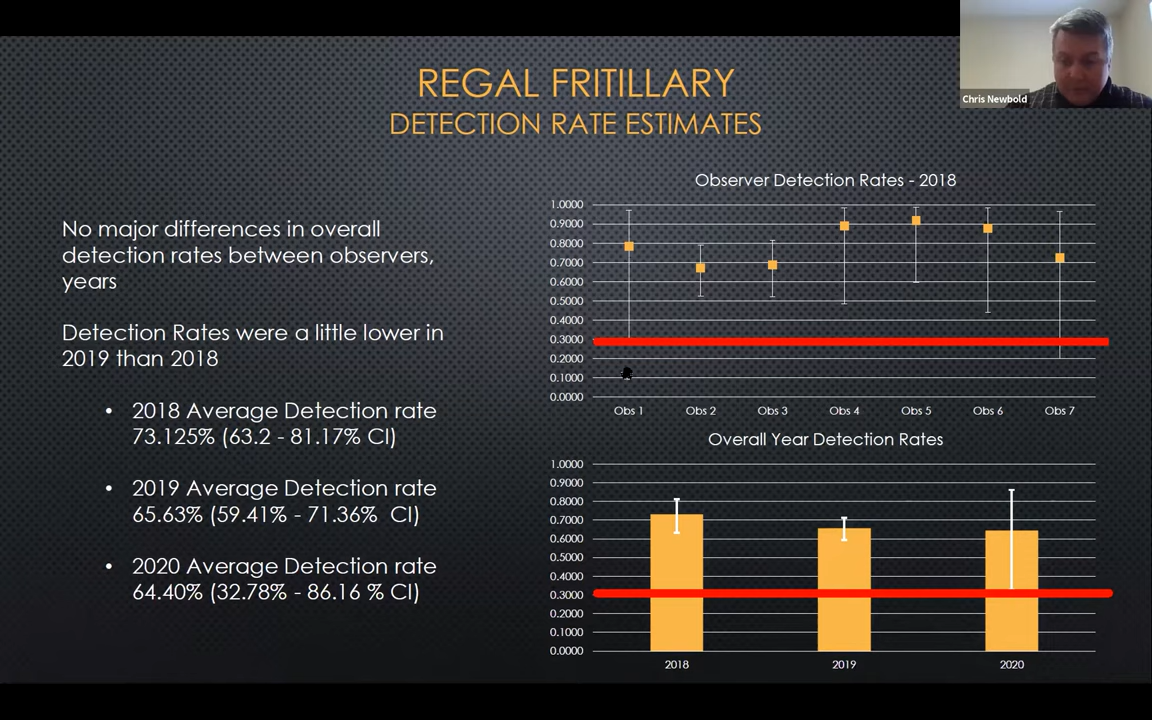 REGAL FRITILLARY
DETECTION RATE ESTIMATES
Chris Newbold
No major differences in overall
detection rates between observers,
years
Detection Rates were a little lower in
2019 than 2018
• 2018 Average Detection rate
73.125% (63.2 - 81.17% CI)
• 2019 Average Detection rate
65.63% (59.41% - 71.36% CI)
• 2020 Average Detection rate
64.40% (32.78% - 86.16 % CI)
Observer Detection Rates - 2018
1.0000
0.9000
0.8000
0.7000
0.6000
0.5000
0.4000
0.3000
0.2000
0.1000
0.0000
Obs 1 Obs 2 Obs 3 Obs 4 Obs 5 Obs 6 Obs 7
Overall Year Detection Rates
1.0000
0.9000
0.8000
0.7000
0.6000
0.5000
0.4000
0.3000
0.2000
0.1000
0.0000
2018 2019 2020